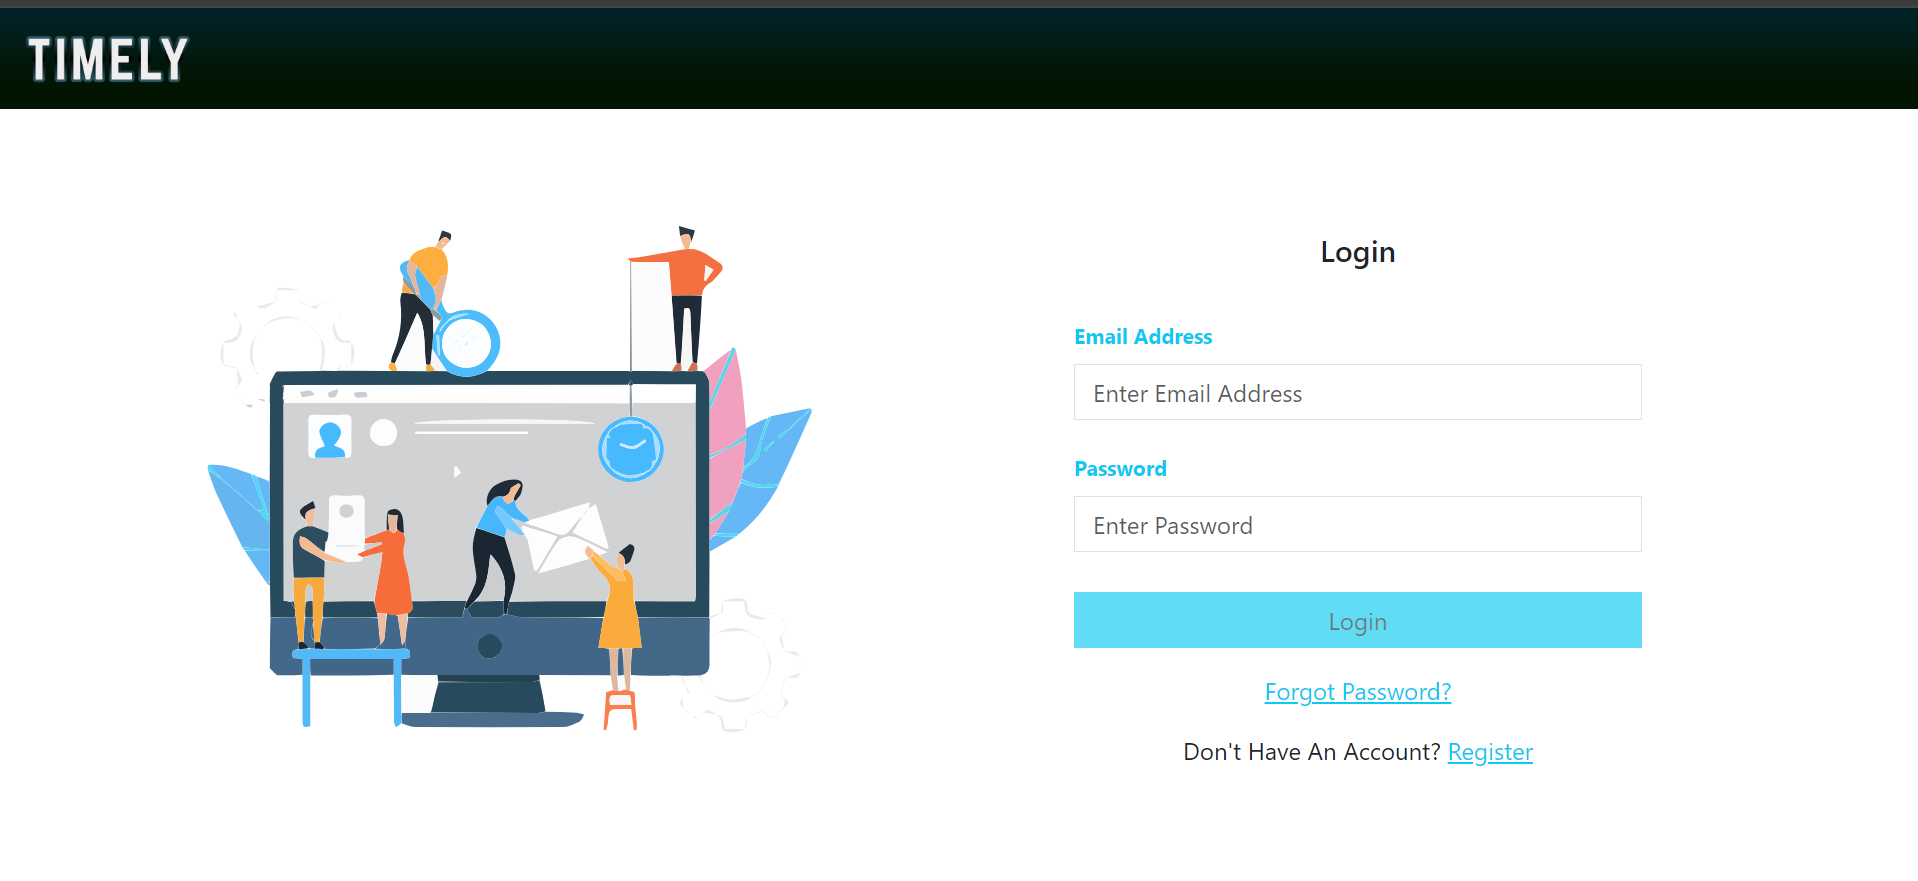 TIMELY
Login
Email Address
Enter Email Address
Password
Enter Password
Login
Forgot Password?
Don't Have An Account? Register